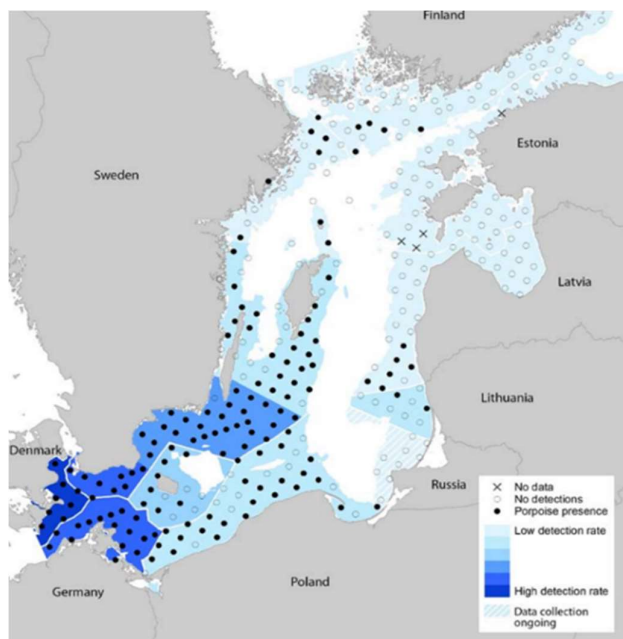 Finland
Estonia
Sweden
Latvia
Lithuania
Denmark
Russia
No data
No detections
Porpoise presence
Low detection rate
High detection rate
Data collection
ongoing
Germany
Poland